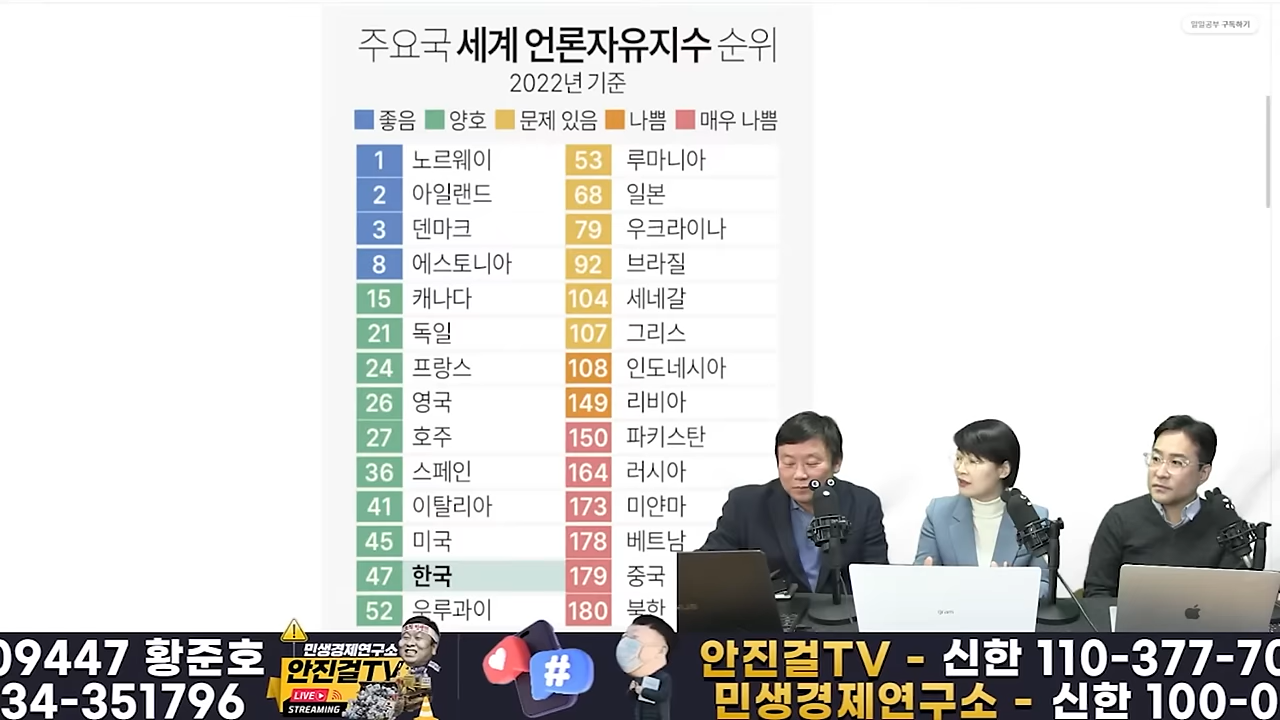 알일공부 구독하기
주요국 세계 언론자유지수 순위
2022년 기준
좋음 양호 문제 있음 나쁨 매우 나쁨
1 노르웨이 53 루마니아
2 아일랜드 68 일본
3 덴마크 79 우크라이나
8 에스토니아 92 브라질
15 캐나다 104 세네갈
21 독일 107 그리스
24 프랑스 108 인도네시아
26 영국 149 리비아
27 호주 150 파키스탄
36 스페인 164 러시아
41 이탈리아 173 미얀마
45 미국 178 베트남
47 한국 179 중국
52 우루과이 180 북한
gram
09447 황준호
34-351796
민생경제연구소
안진걸TV
LIVE
STREAMING
#
안진걸TV - 신한 110-377-70
민생경제연구소 - 신한 100-0